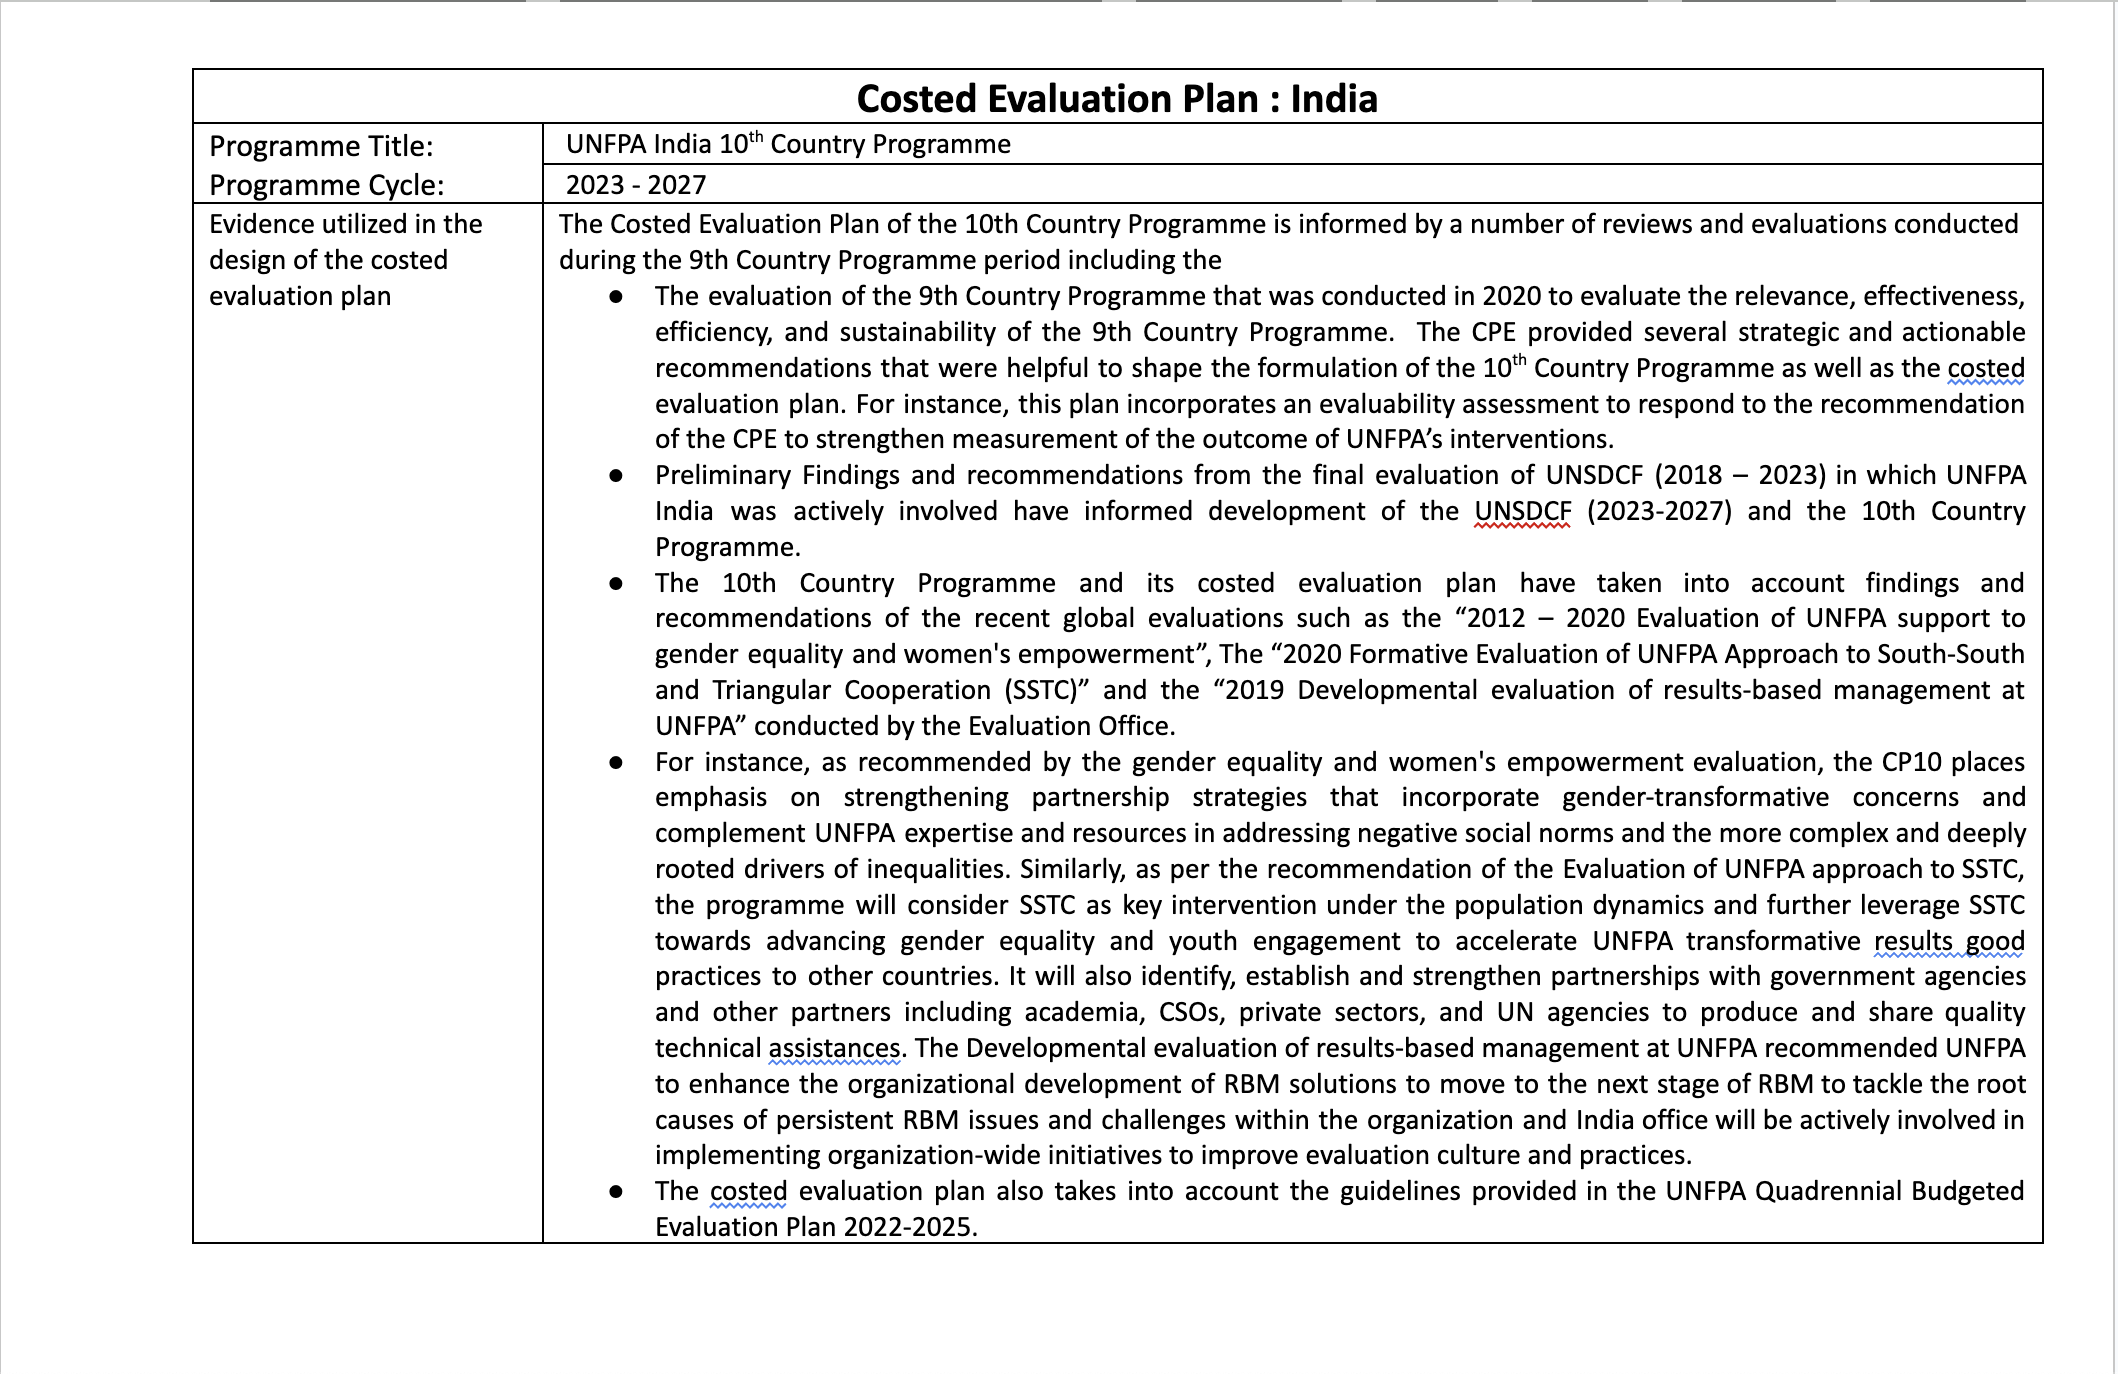 Costed Evaluation Plan : India
Programme Title:
UNFPA India 10th Country Programme
Programme Cycle:
2023 - 2027
Evidence utilized in the
design of the costed
evaluation plan
The Costed Evaluation Plan of the 10th Country Programme is informed by a number of reviews and evaluations conducted
during the 9th Country Programme period including the
● The evaluation of the 9th Country Programme that was conducted in 2020 to evaluate the relevance, effectiveness,
efficiency, and sustainability of the 9th Country Programme. The CPE provided several strategic and actionable
recommendations that were helpful to shape the formulation of the 10th Country Programme as well as the costed
evaluation plan. For instance, this plan incorporates an evaluability assessment to respond to the recommendation
of the CPE to strengthen measurement of the outcome of UNFPA’s interventions.
● Preliminary Findings and recommendations from the final evaluation of UNSDCF (2018 – 2023) in which UNFPA
India was actively involved have informed development of the UNSDCF (2023-2027) and the 10th Country
Programme.
● The 10th Country Programme and its costed evaluation plan have taken into account findings and
recommendations of the recent global evaluations such as the “2012 – 2020 Evaluation of UNFPA support to
gender equality and women's empowerment”, The “2020 Formative Evaluation of UNFPA Approach to South-South
and Triangular Cooperation (SSTC)” and the “2019 Developmental evaluation of results-based management at
UNFPA” conducted by the Evaluation Office.
● For instance, as recommended by the gender equality and women's empowerment evaluation, the CP10 places
emphasis on strengthening partnership strategies that incorporate gender-transformative concerns and
complement UNFPA expertise and resources in addressing negative social norms and the more complex and deeply
rooted drivers of inequalities. Similarly, as per the recommendation of the Evaluation of UNFPA approach to SSTC,
the programme will consider SSTC as key intervention under the population dynamics and further leverage SSTC
towards advancing gender equality and youth engagement to accelerate UNFPA transformative results good
practices to other countries. It will also identify, establish and strengthen partnerships with government agencies
and other partners including academia, CSOs, private sectors, and UN agencies to produce and share quality
technical assistances. The Developmental evaluation of results-based management at UNFPA recommended UNFPA
to enhance the organizational development of RBM solutions to move to the next stage of RBM to tackle the root
causes of persistent RBM issues and challenges within the organization and India office will be actively involved in
implementing organization-wide initiatives to improve evaluation culture and practices.
● The costed evaluation plan also takes into account the guidelines provided in the UNFPA Quadrennial Budgeted
Evaluation Plan 2022-2025.